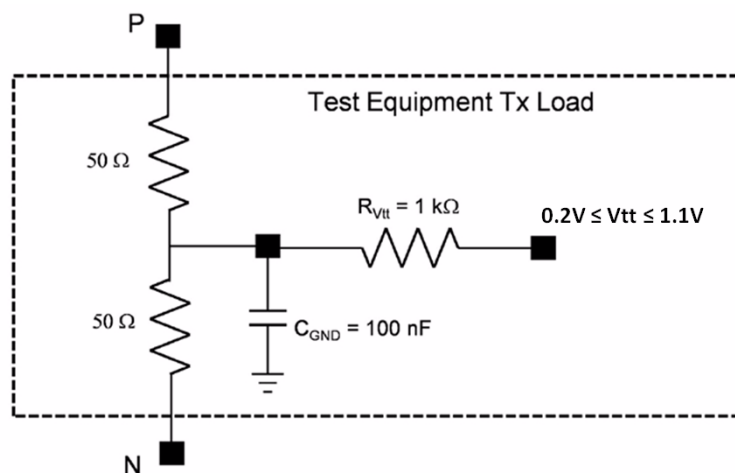 P
Test Equipment Tx Load
50 Ω
R_Vtt = 1 kΩ
0.2V ≤ Vtt ≤ 1.1V
50 Ω
C_GND = 100 nF
N